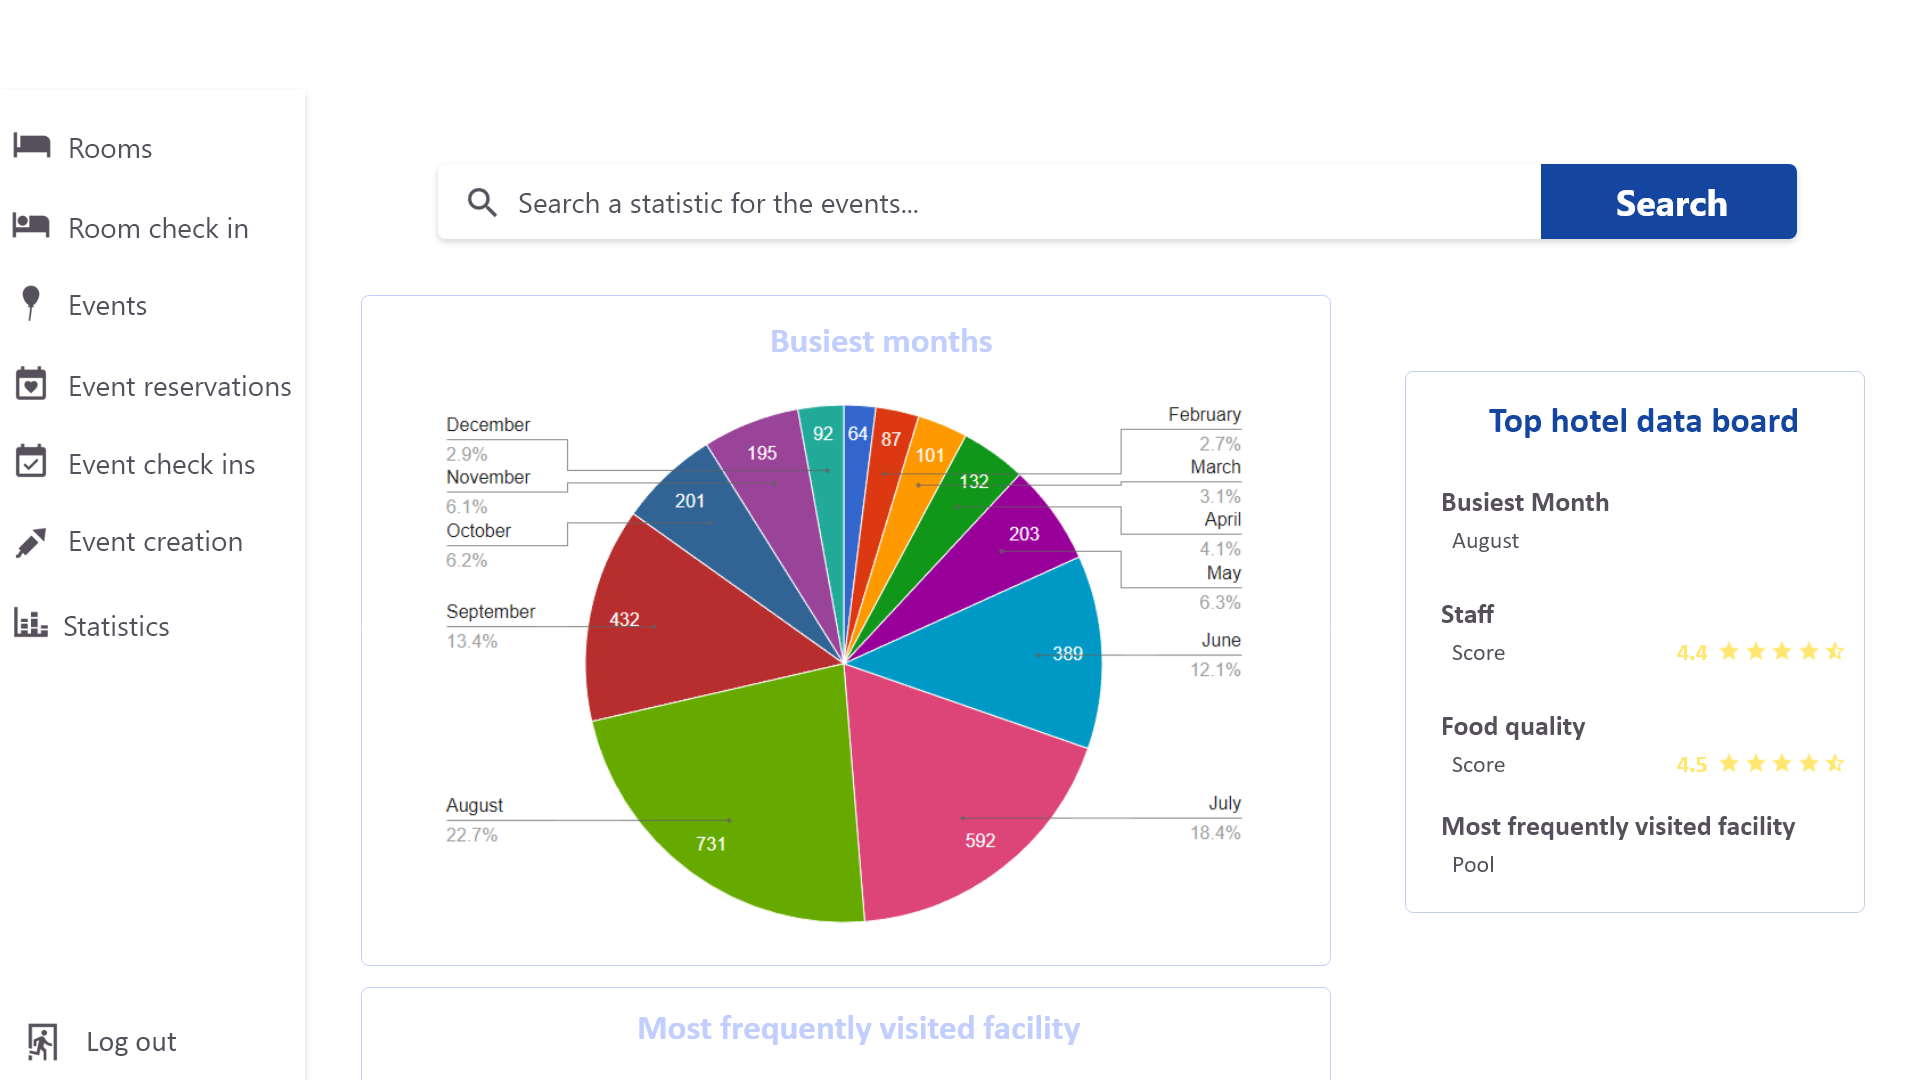 Rooms
Room check in
Events
Event reservations
Event check ins
Event creation
Statistics
Log out
Search a statistic for the events...
Search
Busiest months
December
2.9%
November
6.1%
October
6.2%
September
13.4%
August
22.7%
February
2.7%
March
3.1%
April
4.1%
May
6.3%
June
12.1%
July
18.4%
64
87
101
132
203
389
592
731
432
201
195
92
Top hotel data board
Busiest Month
August
Staff
Score 4.4
Food quality
Score 4.5
Most frequently visited facility
Pool
Most frequently visited facility